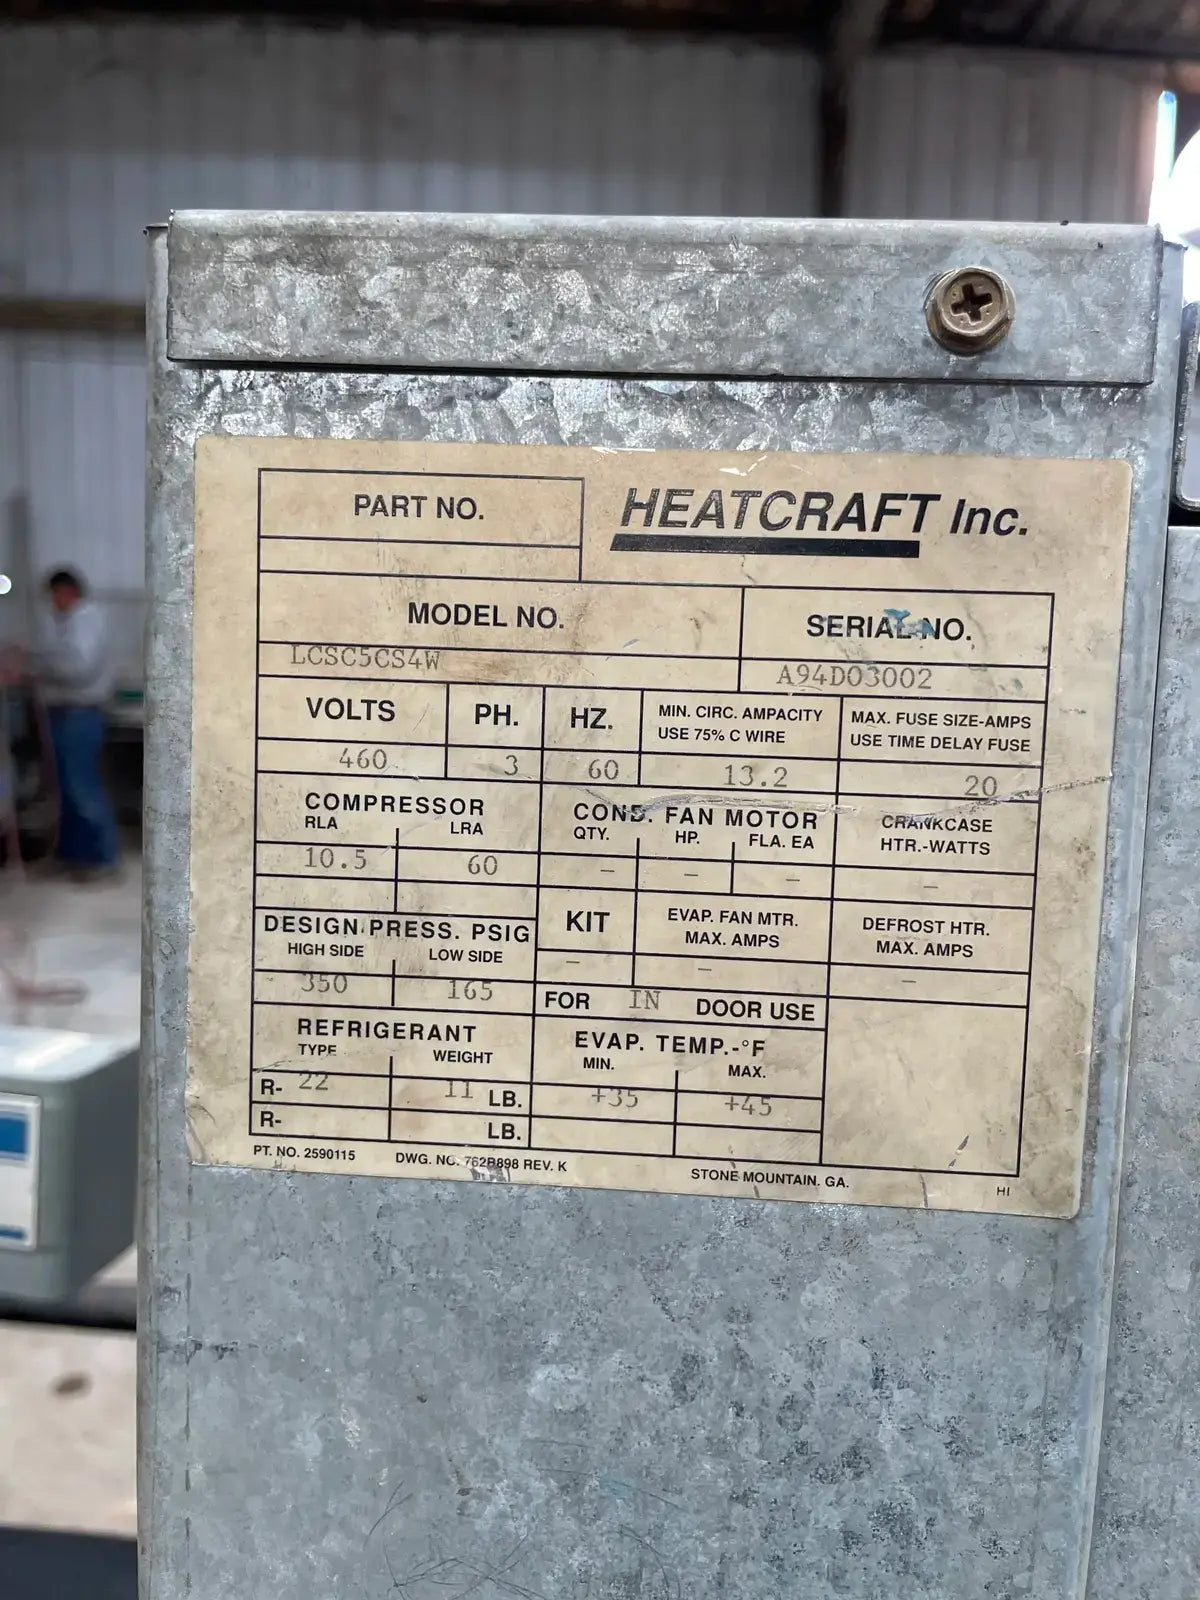 PART NO.
HEATCRAFT Inc.
MODEL NO.
SERIAL NO.
LCSC5CS4W
A94D03002
VOLTS
PH.
HZ.
MIN. CIRC. AMPACITY
USE 75% C WIRE
MAX. FUSE SIZE-AMPS
USE TIME DELAY FUSE
460
3
60
13.2
20
COMPRESSOR
RLA
LRA
COND. FAN MOTOR
QTY.
HP.
FLA. EA
CRANKCASE
HTR.-WATTS
10.5
60
–
–
–
–
DESIGN PRESS. PSIG
HIGH SIDE
LOW SIDE
KIT
EVAP. FAN MTR.
MAX. AMPS
DEFROST HTR.
MAX. AMPS
–
–
–
350
165
FOR IN DOOR USE
REFRIGERANT
TYPE
WEIGHT
EVAP. TEMP.-°F
MIN.
MAX.
R- 22
11 LB.
+35
+45
R-
LB.
PT. NO. 2590115
DWG. NO. 762B898 REV. K
STONE MOUNTAIN. GA.
HI